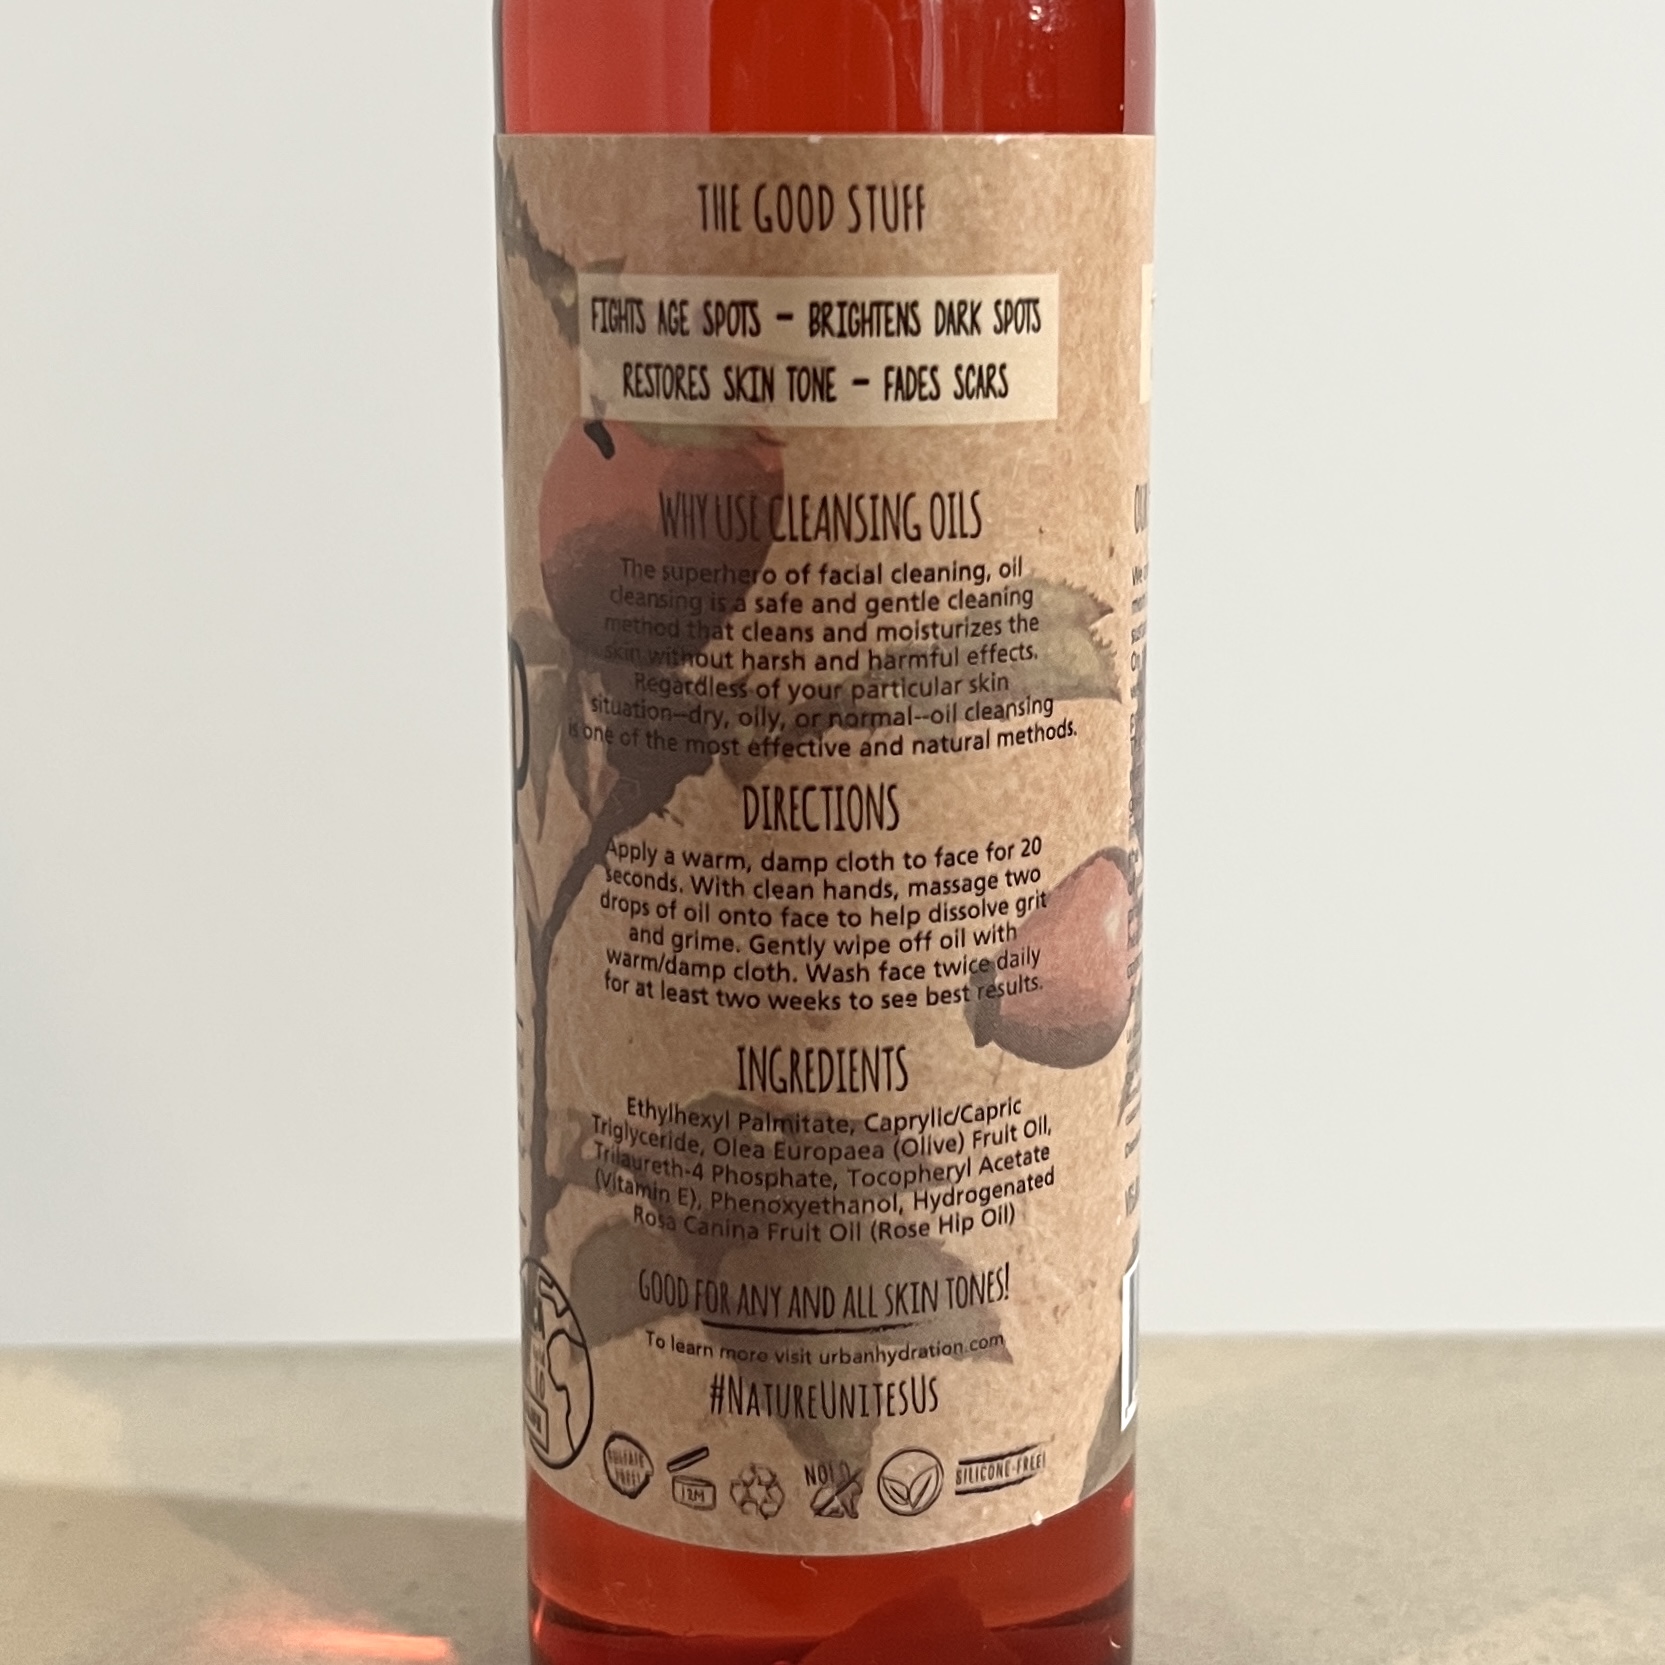 THE GOOD STUFF
FIGHTS AGE SPOTS - BRIGHTENS DARK SPOTS
RESTORES SKIN TONE - FADES SCARS
WHY USE CLEANSING OILS
The superhero of facial cleaning, oil
cleansing is a safe and gentle cleaning
method that cleans and moisturizes the
skin without harsh and harmful effects.
Regardless of your particular skin
situation--dry, oily, or normal--oil cleansing
is one of the most effective and natural methods.
DIRECTIONS
Apply a warm, damp cloth to face for 20
seconds. With clean hands, massage two
drops of oil onto face to help dissolve grit
and grime. Gently wipe off oil with
warm/damp cloth. Wash face twice daily
for at least two weeks to see best results.
INGREDIENTS
Ethylhexyl Palmitate, Caprylic/Capric
Triglyceride, Olea Europaea (Olive) Fruit Oil,
Trilaureth-4 Phosphate, Tocopheryl Acetate
(Vitamin E), Phenoxyethanol, Hydrogenated
Rosa Canina Fruit Oil (Rose Hip Oil)
GOOD FOR ANY AND ALL SKIN TONES!
To learn more visit urbanhydration.com
#NATUREUNITESUS
SULFATE
FREE!
12M
NO!
SILICONE-FREE!